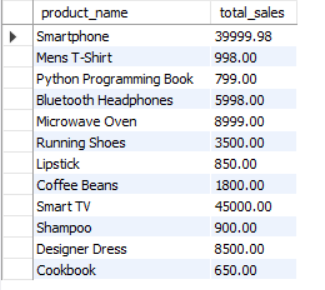 product_name total_sales
Smartphone 39999.98
Mens T-Shirt 998.00
Python Programming Book 799.00
Bluetooth Headphones 5998.00
Microwave Oven 8999.00
Running Shoes 3500.00
Lipstick 850.00
Coffee Beans 1800.00
Smart TV 45000.00
Shampoo 900.00
Designer Dress 8500.00
Cookbook 650.00